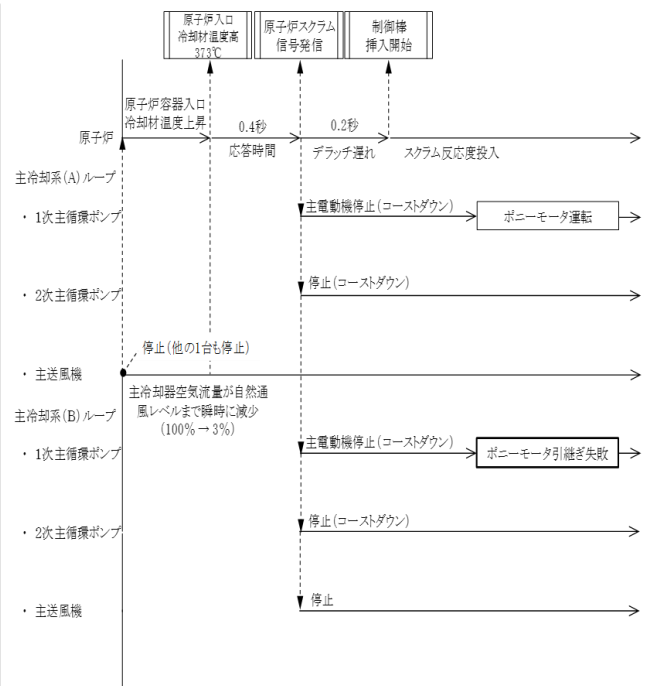 原子炉入口
冷却材温度高
373℃
原子炉スクラム
信号発信
制御棒
挿入開始
原子炉容器入口
冷却材温度上昇
0.4秒
0.2秒
原子炉
応答時間
デラッチ遅れ
スクラム反応度投入
主冷却系(A)ループ
・ 1次主循環ポンプ
主電動機停止(コーストダウン)
ポニーモータ運転
・ 2次主循環ポンプ
停止(コーストダウン)
停止(他の1台も停止)
・ 主送風機
主冷却器空気流量が自然通
風レベルまで瞬時に減少
(100%→3%)
主冷却系(B)ループ
・ 1次主循環ポンプ
主電動機停止(コーストダウン)
ポニーモータ引継ぎ失敗
・ 2次主循環ポンプ
停止(コーストダウン)
・ 主送風機
停止